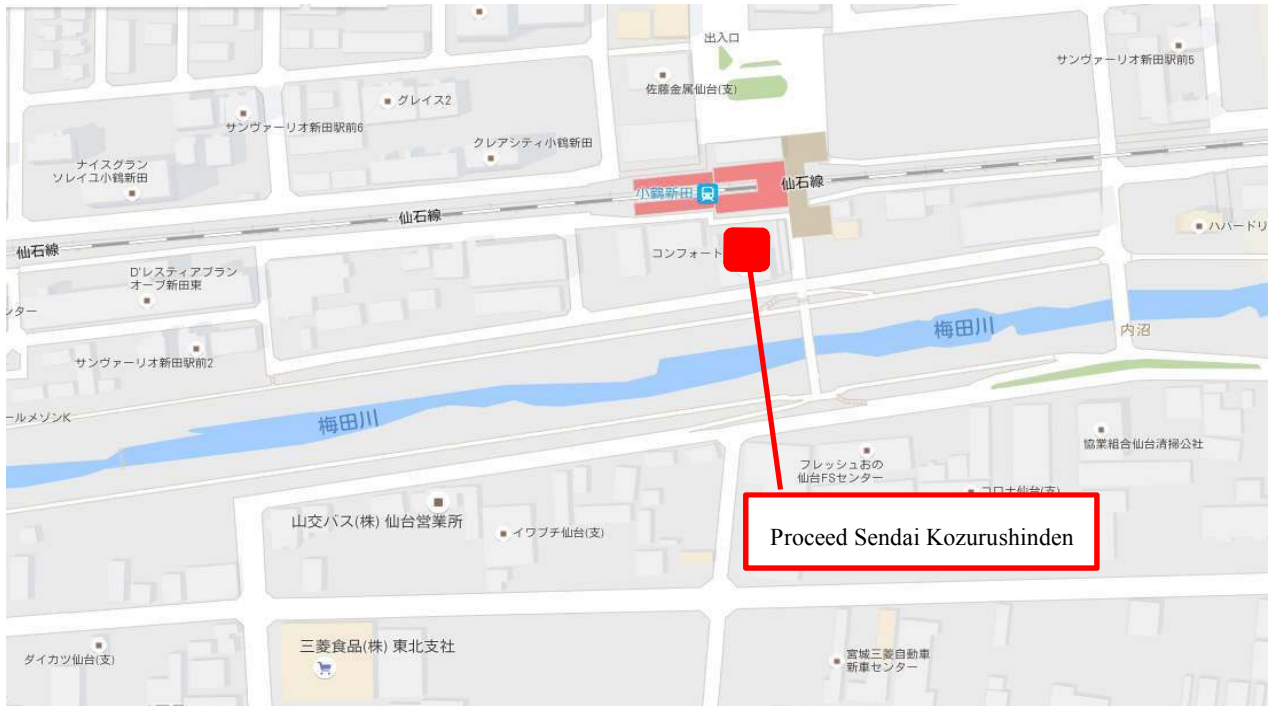 出入口
サンヴァーリオ新田駅前5
佐藤金属仙台(支)
グレイス2
サンヴァーリオ新田駅前6
クレアシティ小鶴新田
ナイスグラン
ソレイユ小鶴新田
小鶴新田
仙石線
仙石線
仙石線
ハバードリ
コンフォート
D'レスティアブラン
オーブ新田東
ンター
梅田川
内沼
サンヴァーリオ新田駅前2
ールメゾンK
梅田川
協業組合仙台清掃公社
フレッシュおの
仙台FSセンター
コロナ仙台(支)
山交バス(株) 仙台営業所
イワブチ仙台(支)
Proceed Sendai Kozurushinden
三菱食品(株) 東北支社
ダイカツ仙台(支)
宮城三菱自動車
新車センター